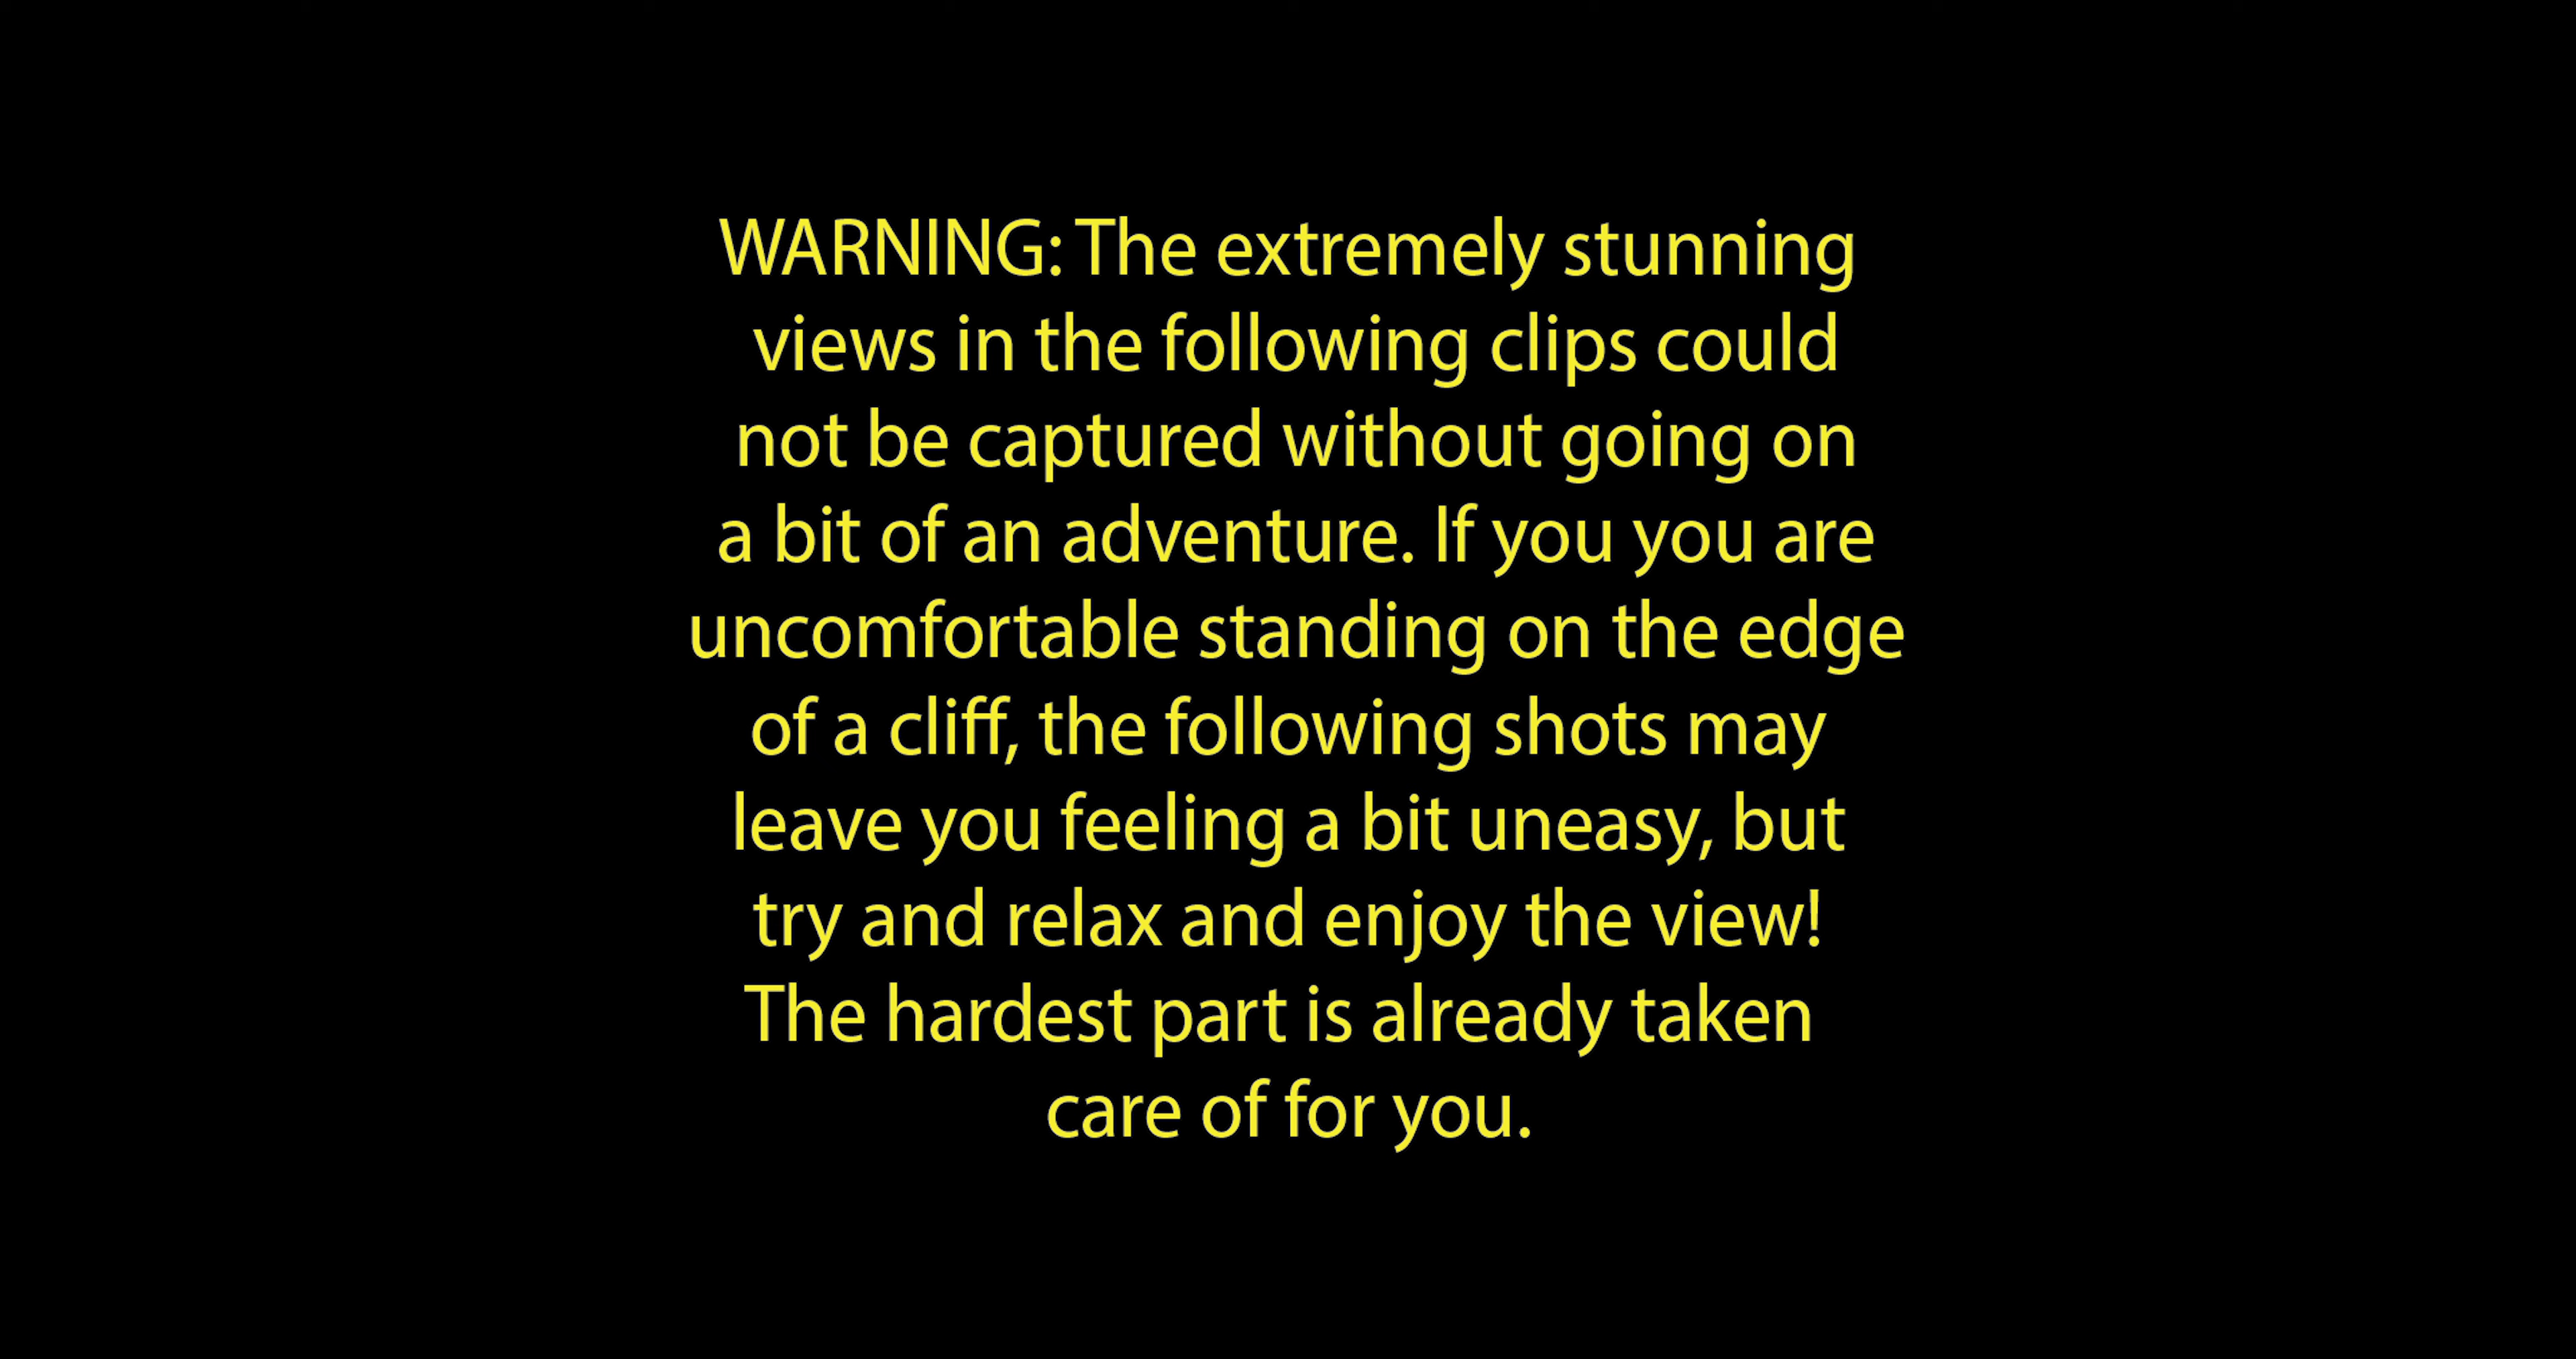 WARNING: The extremely stunning
views in the following clips could
not be captured without going on
a bit of an adventure. If you you are
uncomfortable standing on the edge
of a cliff, the following shots may
leave you feeling a bit uneasy, but
try and relax and enjoy the view!
The hardest part is already taken
care of for you.